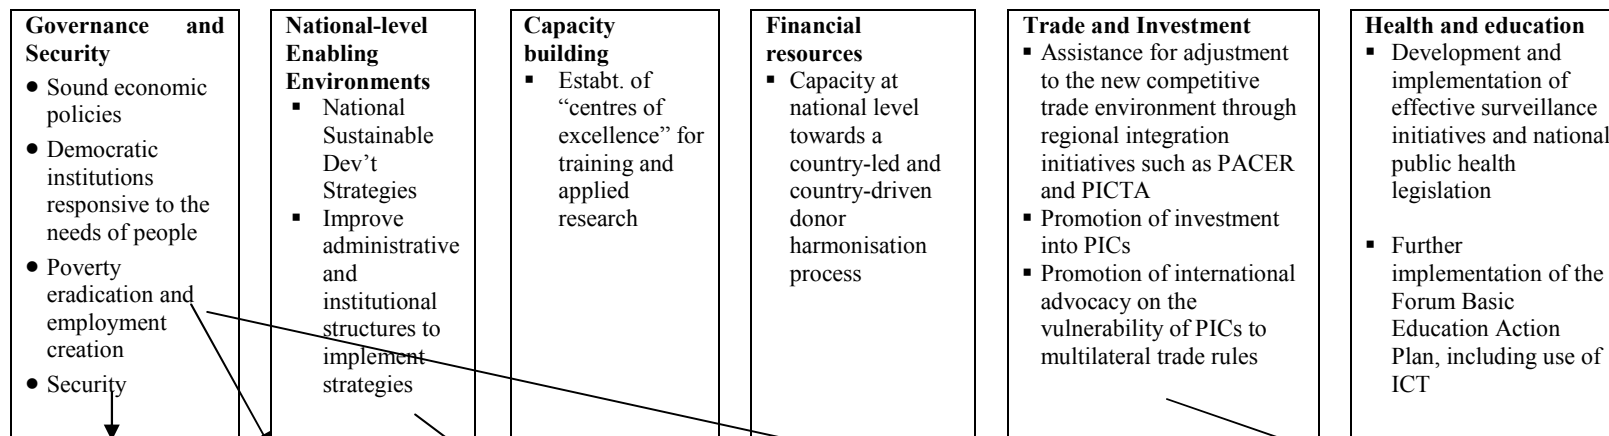 Governance and
Security
• Sound economic
policies
• Democratic
institutions
responsive to the
needs of people
• Poverty
eradication and
employment
creation
• Security
National-level
Enabling
Environments
▪ National
Sustainable
Dev’t
Strategies
▪ Improve
administrative
and
institutional
structures to
implement
strategies
Capacity
building
▪ Estabt. of
“centres of
excellence” for
training and
applied
research
Financial
resources
▪ Capacity at
national level
towards a
country-led and
country-driven
donor
harmonisation
process
Trade and Investment
▪ Assistance for adjustment
to the new competitive
trade environment through
regional integration
initiatives such as PACER
and PICTA
▪ Promotion of investment
into PICs
▪ Promotion of international
advocacy on the
vulnerability of PICs to
multilateral trade rules
Health and education
▪ Development and
implementation of
effective surveillance
initiatives and national
public health
legislation
▪ Further
implementation of the
Forum Basic
Education Action
Plan, including use of
ICT